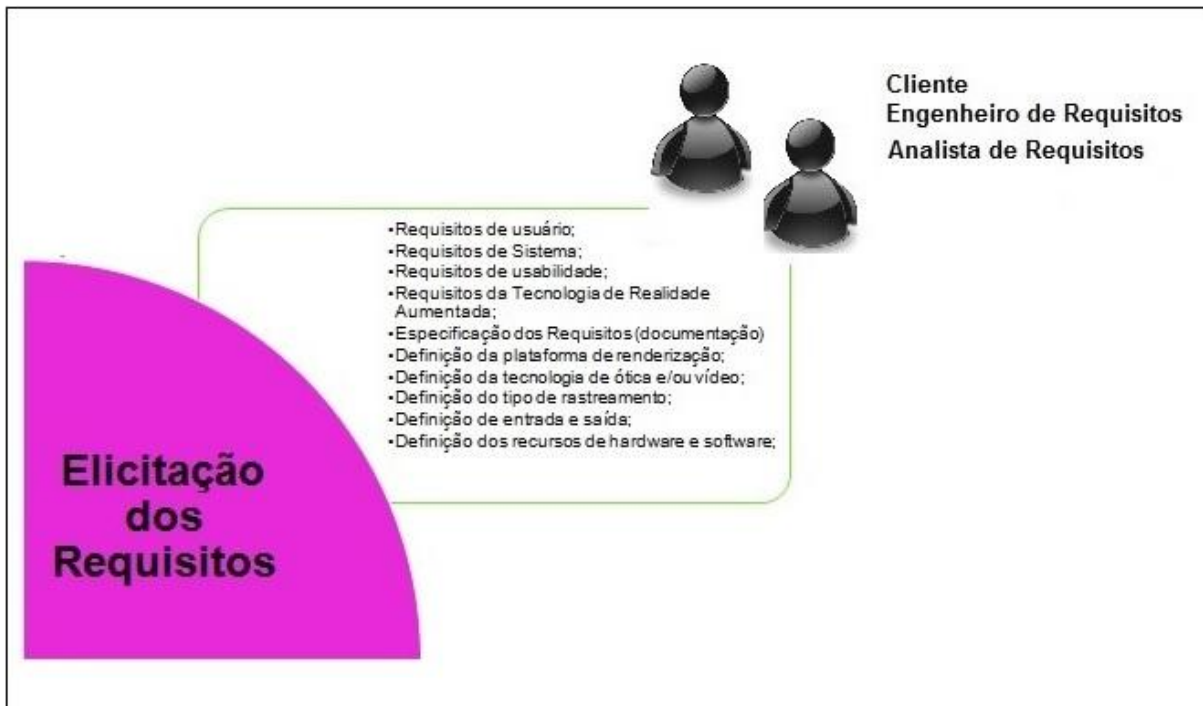 Cliente
Engenheiro de Requisitos
Analista de Requisitos
•Requisitos de usuário;
•Requisitos de Sistema;
•Requisitos de usabilidade;
•Requisitos da Tecnologia de Realidade
Aumentada;
•Especificação dos Requisitos (documentação)
•Definição da plataforma de renderização;
•Definição da tecnologia de ótica e/ou vídeo;
•Definição do tipo de rastreamento;
•Definição de entrada e saída;
•Definição dos recursos de hardware e software;
Elicitação
dos
Requisitos